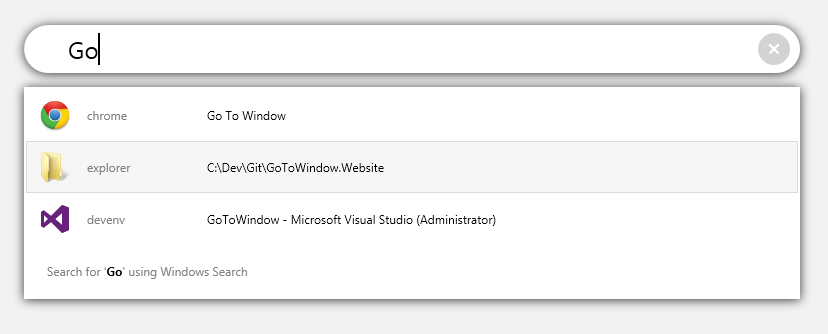 Go
chrome Go To Window
explorer C:\Dev\Git\GoToWindow.Website
devenv GoToWindow - Microsoft Visual Studio (Administrator)
Search for 'Go' using Windows Search